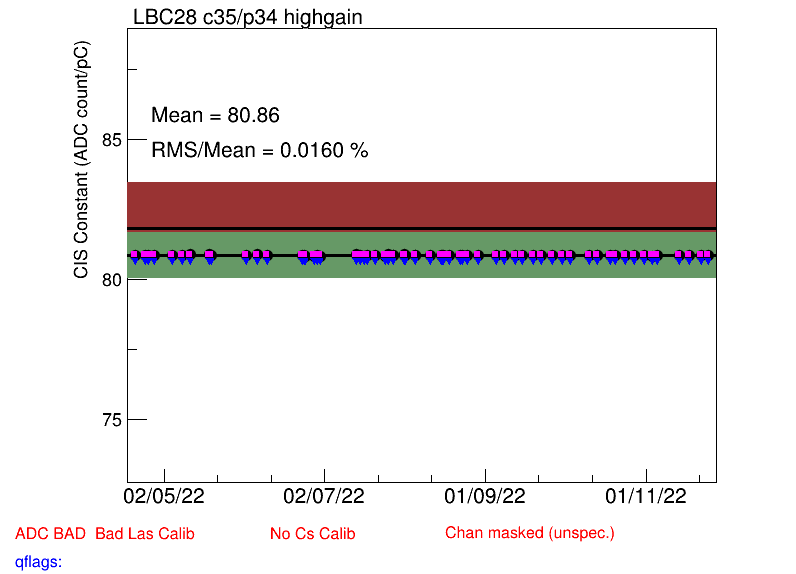 LBC28 c35/p34 highgain
CIS Constant (ADC count/pC)
Mean = 80.86
RMS/Mean = 0.0160 %
85
80
75
02/05/22 02/07/22 01/09/22 01/11/22
ADC BAD Bad Las Calib No Cs Calib Chan masked (unspec.)
qflags: